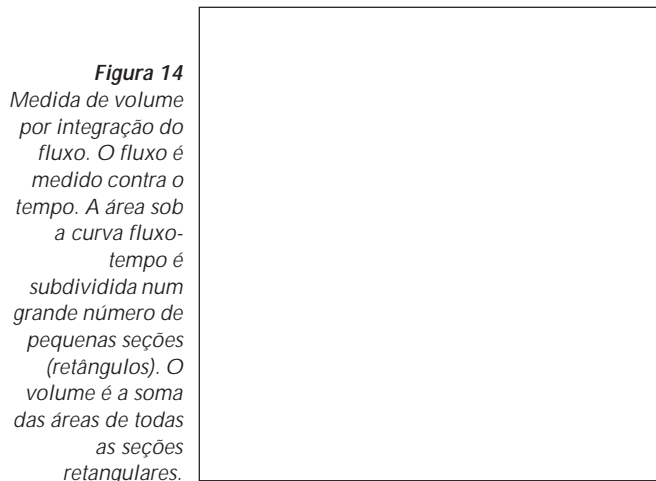 Figura 14
Medida de volume
por integração do
fluxo. O fluxo é
medido contra o
tempo. A área sob
a curva fluxo-
tempo é
subdividida num
grande número de
pequenas seções
(retângulos). O
volume é a soma
das áreas de todas
as seções
retangulares.